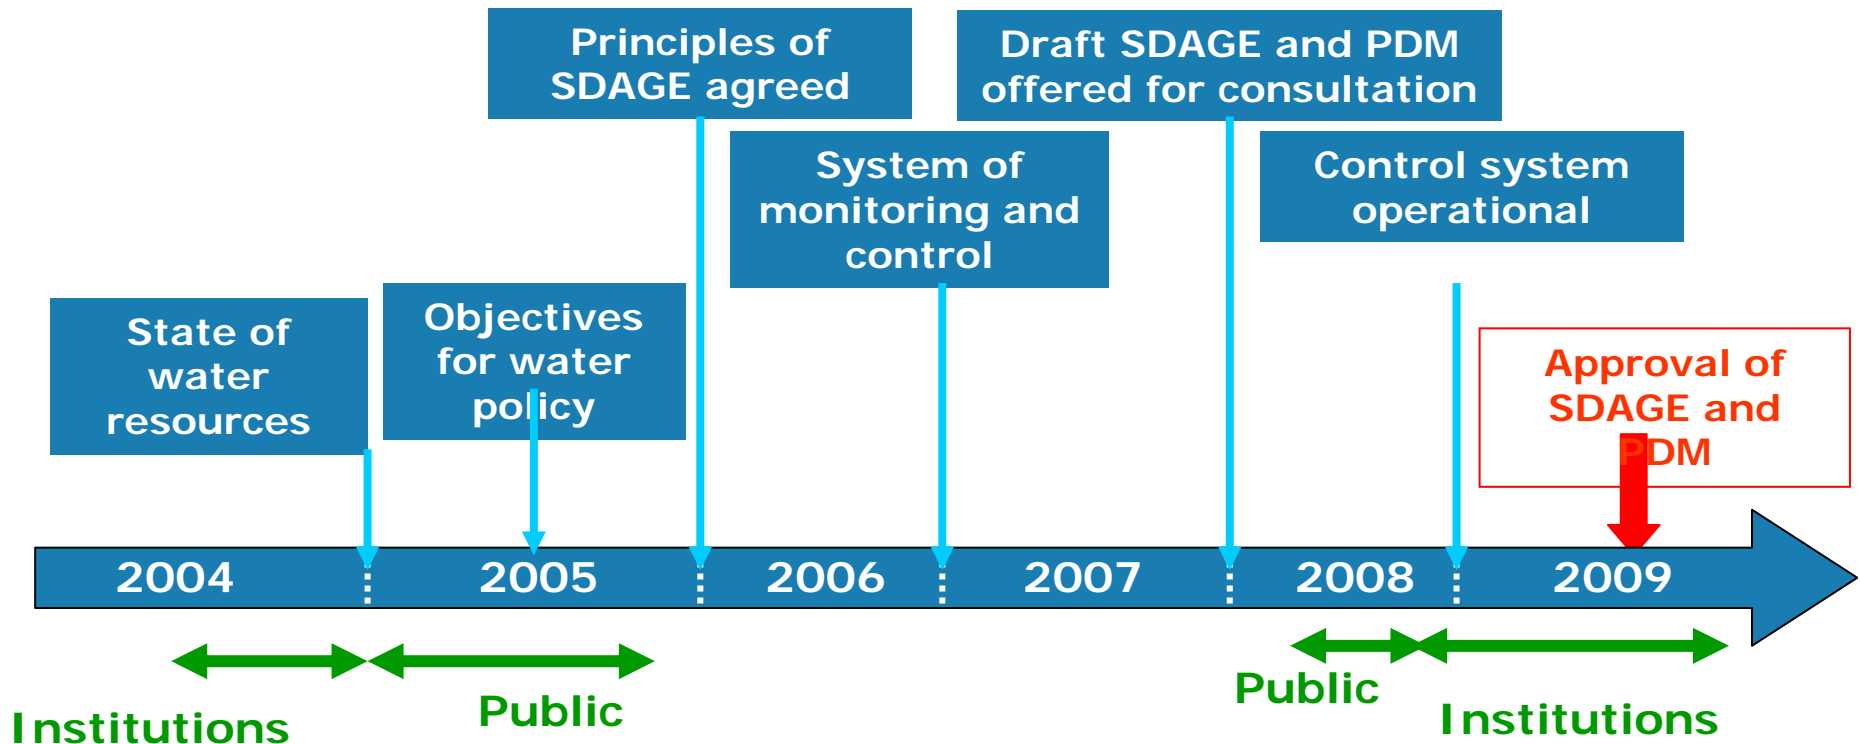 Principles of
SDAGE agreed
Draft SDAGE and PDM
offered for consultation
System of
monitoring and
control
Control system
operational
State of
water
resources
Objectives
for water
policy
Approval of
SDAGE and
PDM
2004
2005
2006
2007
2008
2009
Institutions
Public
Public
Institutions